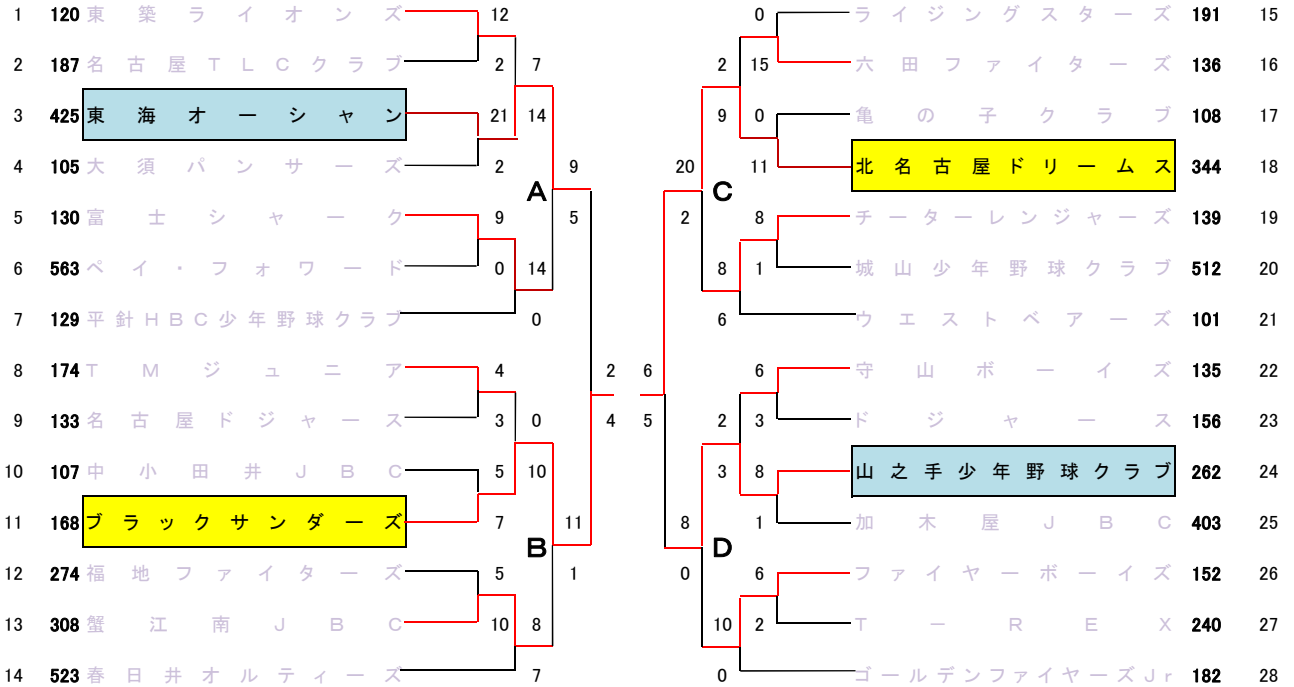 1 120 東築ライオンズ 12 0 ライジングスターズ 191 15
2 187 名古屋TLCクラブ 2 7 2 15 六田ファイターズ 136 16
3 425 東海オーシャン 21 14 9 0 亀の子クラブ 108 17
4 105 大須パンサーズ 2 9 20 11 北名古屋ドリームス 344 18
A C
5 130 富士シャーク 9 5 2 8 チーターレンジャーズ 139 19
6 563 ペイ・フォワード 0 14 8 1 城山少年野球クラブ 512 20
7 129 平針HBC少年野球クラブ 0 6 ウエストベアーズ 101 21
8 174 TMジュニア 4 2 6 6 守山ボーイズ 135 22
9 133 名古屋ドジャース 3 0 4 5 2 3 ドジャース 156 23
10 107 中小田井JBC 5 10 3 8 山之手少年野球クラブ 262 24
11 168 ブラックサンダーズ 7 11 8 1 加木屋JBC 403 25
B D
12 274 福地ファイターズ 5 1 0 6 ファイヤーボーイズ 152 26
13 308 蟹江南JBC 10 8 10 2 T-REX 240 27
14 523 春日井オルティーズ 7 0 ゴールデンファイヤーズJr 182 28